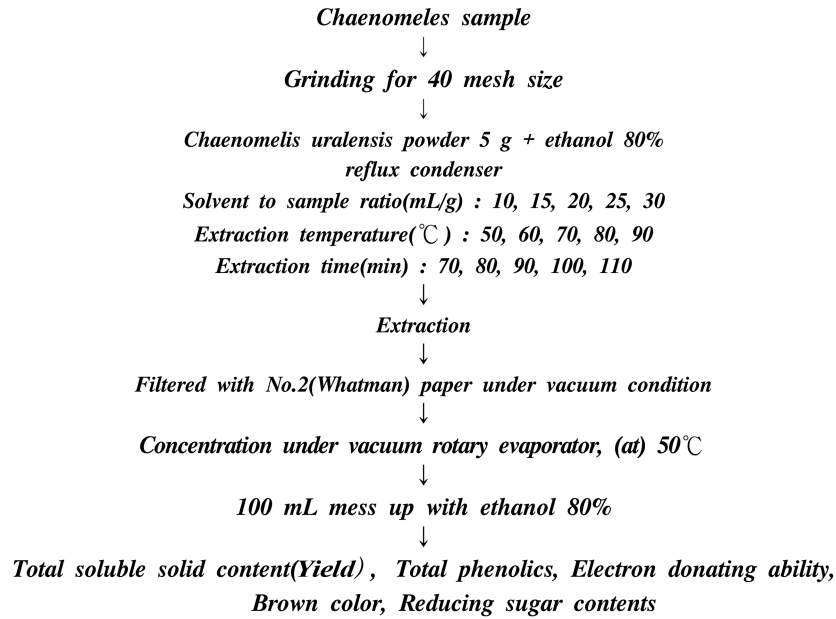 Chaenomeles sample
↓
Grinding for 40 mesh size
↓
Chaenomelis uralensis powder 5 g + ethanol 80%
reflux condenser
Solvent to sample ratio(mL/g) : 10, 15, 20, 25, 30
Extraction temperature(℃) : 50, 60, 70, 80, 90
Extraction time(min) : 70, 80, 90, 100, 110
↓
Extraction
↓
Filtered with No.2(Whatman) paper under vacuum condition
↓
Concentration under vacuum rotary evaporator, (at) 50℃
↓
100 mL mess up with ethanol 80%
↓
Total soluble solid content(Yield), Total phenolics, Electron donating ability,
Brown color, Reducing sugar contents